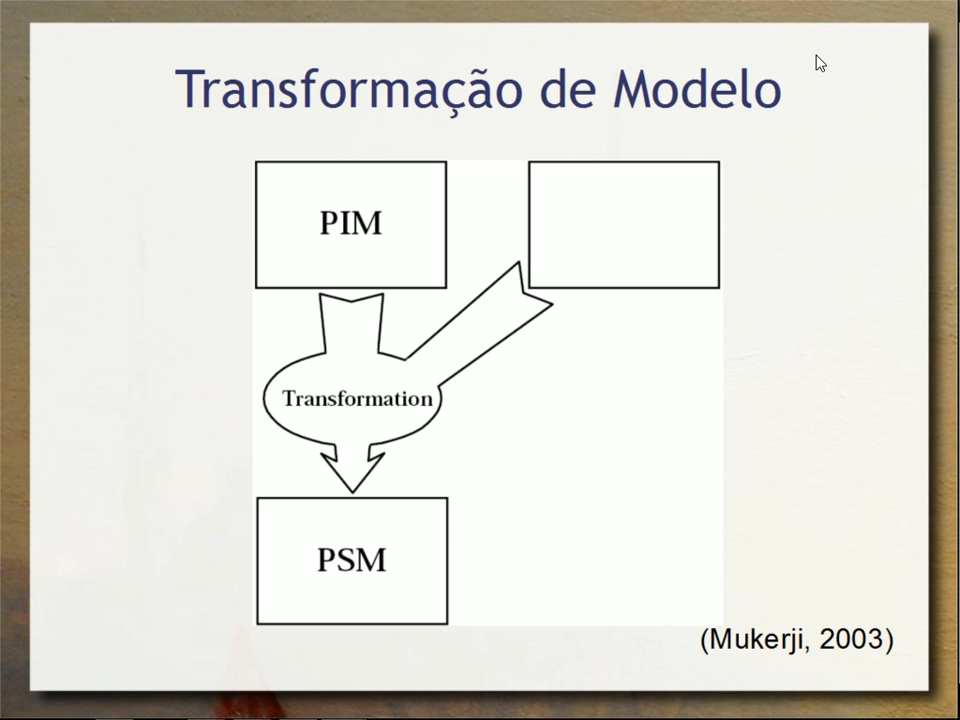 Transformação de Modelo
PIM
Transformation
PSM
(Mukerji, 2003)